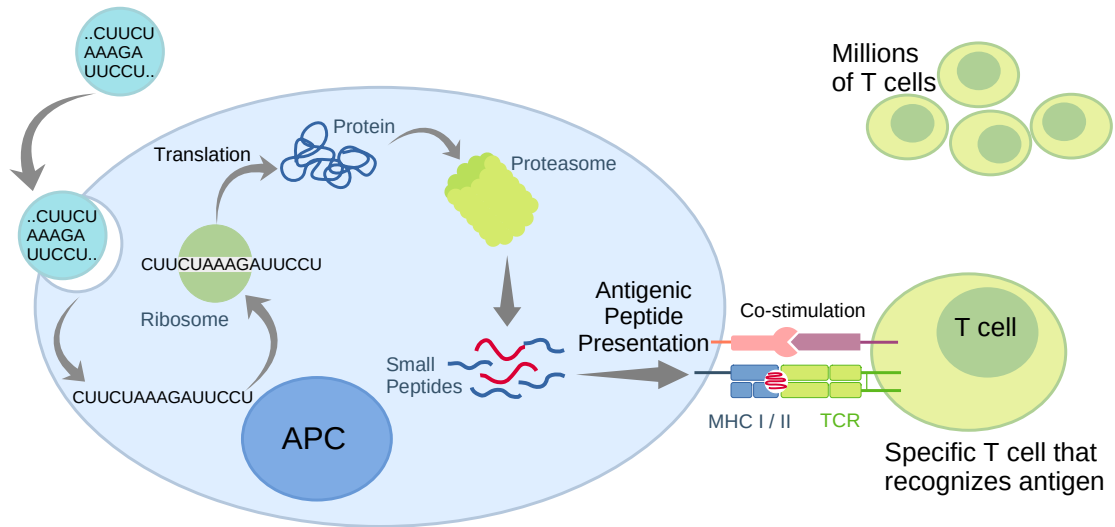 ..CUUCU
AAAGA
UUCCU..
Millions
of T cells
Protein
Translation
Proteasome
..CUUCU
AAAGA
UUCCU..
CUUCUAAAGAUUCCU
Ribosome
Antigenic
Peptide
Presentation
Co-stimulation
T cell
Small
Peptides
CUUCUAAAGAUUCCU
APC
MHC I / II
TCR
Specific T cell that
recognizes antigen